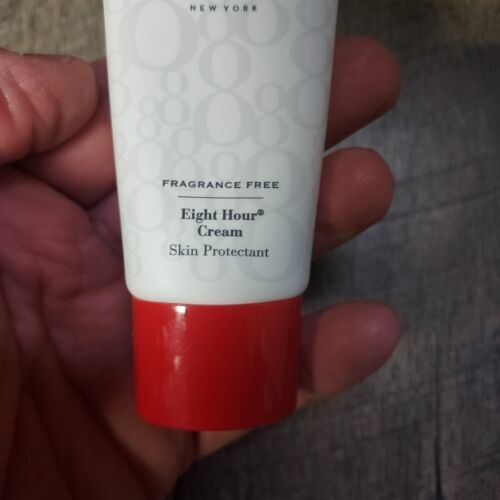 NEW YORK
FRAGRANCE FREE
Eight Hour®
Cream
Skin Protectant